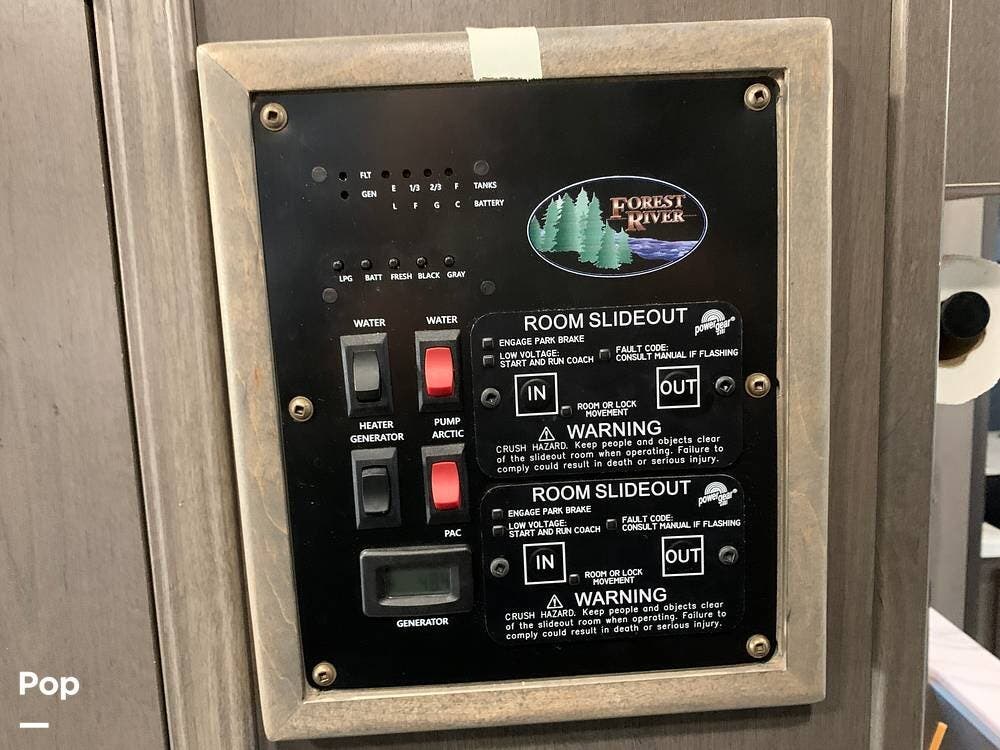 FLT
E 1/3 2/3 F TANKS
GEN
L F G C BATTERY
FOREST
RIVER
LPG BATT FRESH BLACK GRAY
WATER WATER
HEATER PUMP
GENERATOR ARCTIC
PAC
GENERATOR
ROOM SLIDEOUT
powergear
ENGAGE PARK BRAKE
LOW VOLTAGE:
START AND RUN COACH
FAULT CODE:
CONSULT MANUAL IF FLASHING
IN
OUT
ROOM OR LOCK
MOVEMENT
WARNING
CRUSH HAZARD. Keep people and objects clear
of the slideout room when operating. Failure to
comply could result in death or serious injury.
ROOM SLIDEOUT
powergear
ENGAGE PARK BRAKE
LOW VOLTAGE:
START AND RUN COACH
FAULT CODE:
CONSULT MANUAL IF FLASHING
IN
OUT
ROOM OR LOCK
MOVEMENT
WARNING
CRUSH HAZARD. Keep people and objects clear
of the slideout room when operating. Failure to
comply could result in death or serious injury.
Pop